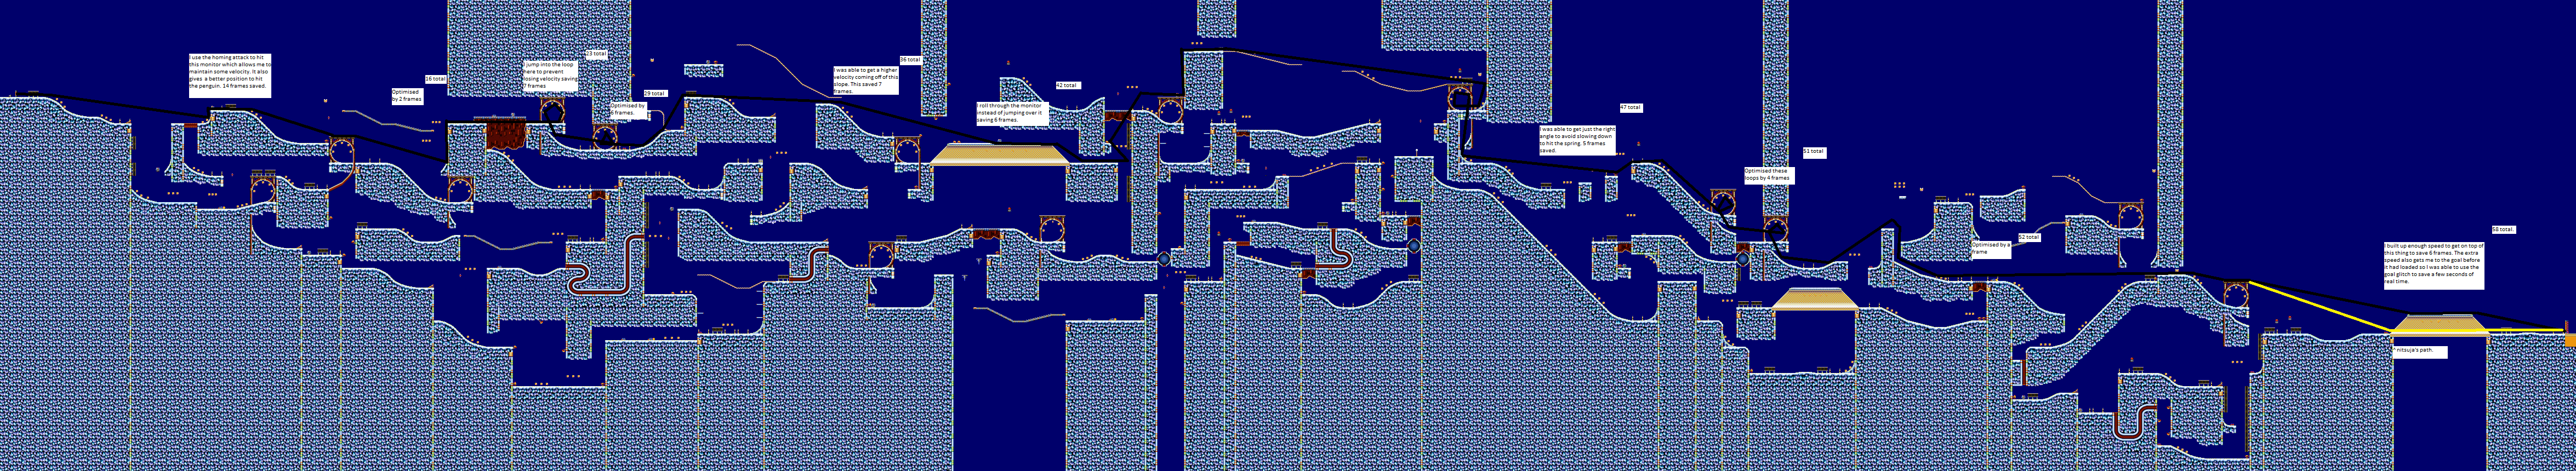 I use the homing attack to hit
this monitor which allows me to
maintain some velocity. It also
gives a better position to hit
the penguin. 14 frames saved.
16 total
Optimised
by 2 frames
23 total
I jump into the loop
here to prevent
losing velocity saving
7 frames
29 total
Optimised by
6 frames.
36 total
I was able to get a higher
velocity coming off of this
slope. This saved 7
frames.
42 total
I roll through the monitor
instead of jumping over it
saving 6 frames.
47 total
I was able to get just the right
angle to avoid slowing down
to hit the spring. 5 frames
saved.
51 total
Optimised these
loops by 4 frames
52 total
Optimised by a
frame
58 total.
I built up enough speed to get on top of
this thing to save 6 frames. The extra
speed also gets me to the goal before
it had loaded so I was able to use the
goal glitch to save a few seconds of
real time.
^ nitsuja's path.